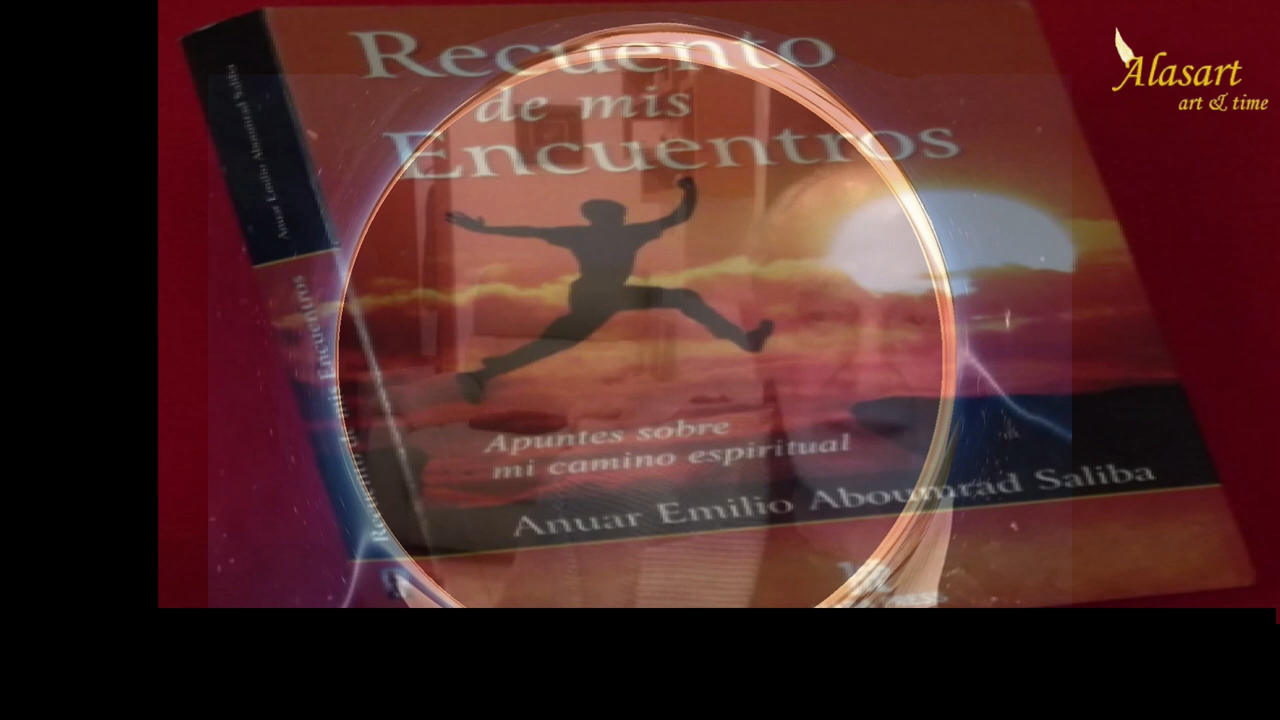 Recuento
de mis
Encuentros
Alasart
art & time
Anuar Emilio Aboumrad Saliba
Recuento de mis Encuentros
Apuntes sobre
mi camino espiritual
Anuar Emilio Aboumrad Saliba